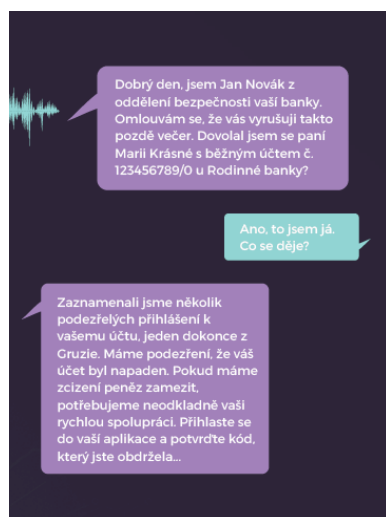 Dobrý den, jsem Jan Novák z
oddělení bezpečnosti vaší banky.
Omlouvám se, že vás vyrušuji takto
pozdě večer. Dovolal jsem se paní
Marii Krásné s běžným účtem č.
123456789/0 u Rodinné banky?
Ano, to jsem já.
Co se děje?
Zaznamenali jsme několik
podezřelých přihlášení k
vašemu účtu, jeden dokonce z
Gruzie. Máme podezření, že váš
účet byl napaden. Pokud máme
zcizení peněz zamezit,
potřebujeme neodkladně vaši
rychlou spolupráci. Přihlaste se
do vaší aplikace a potvrďte kód,
který jste obdržela...